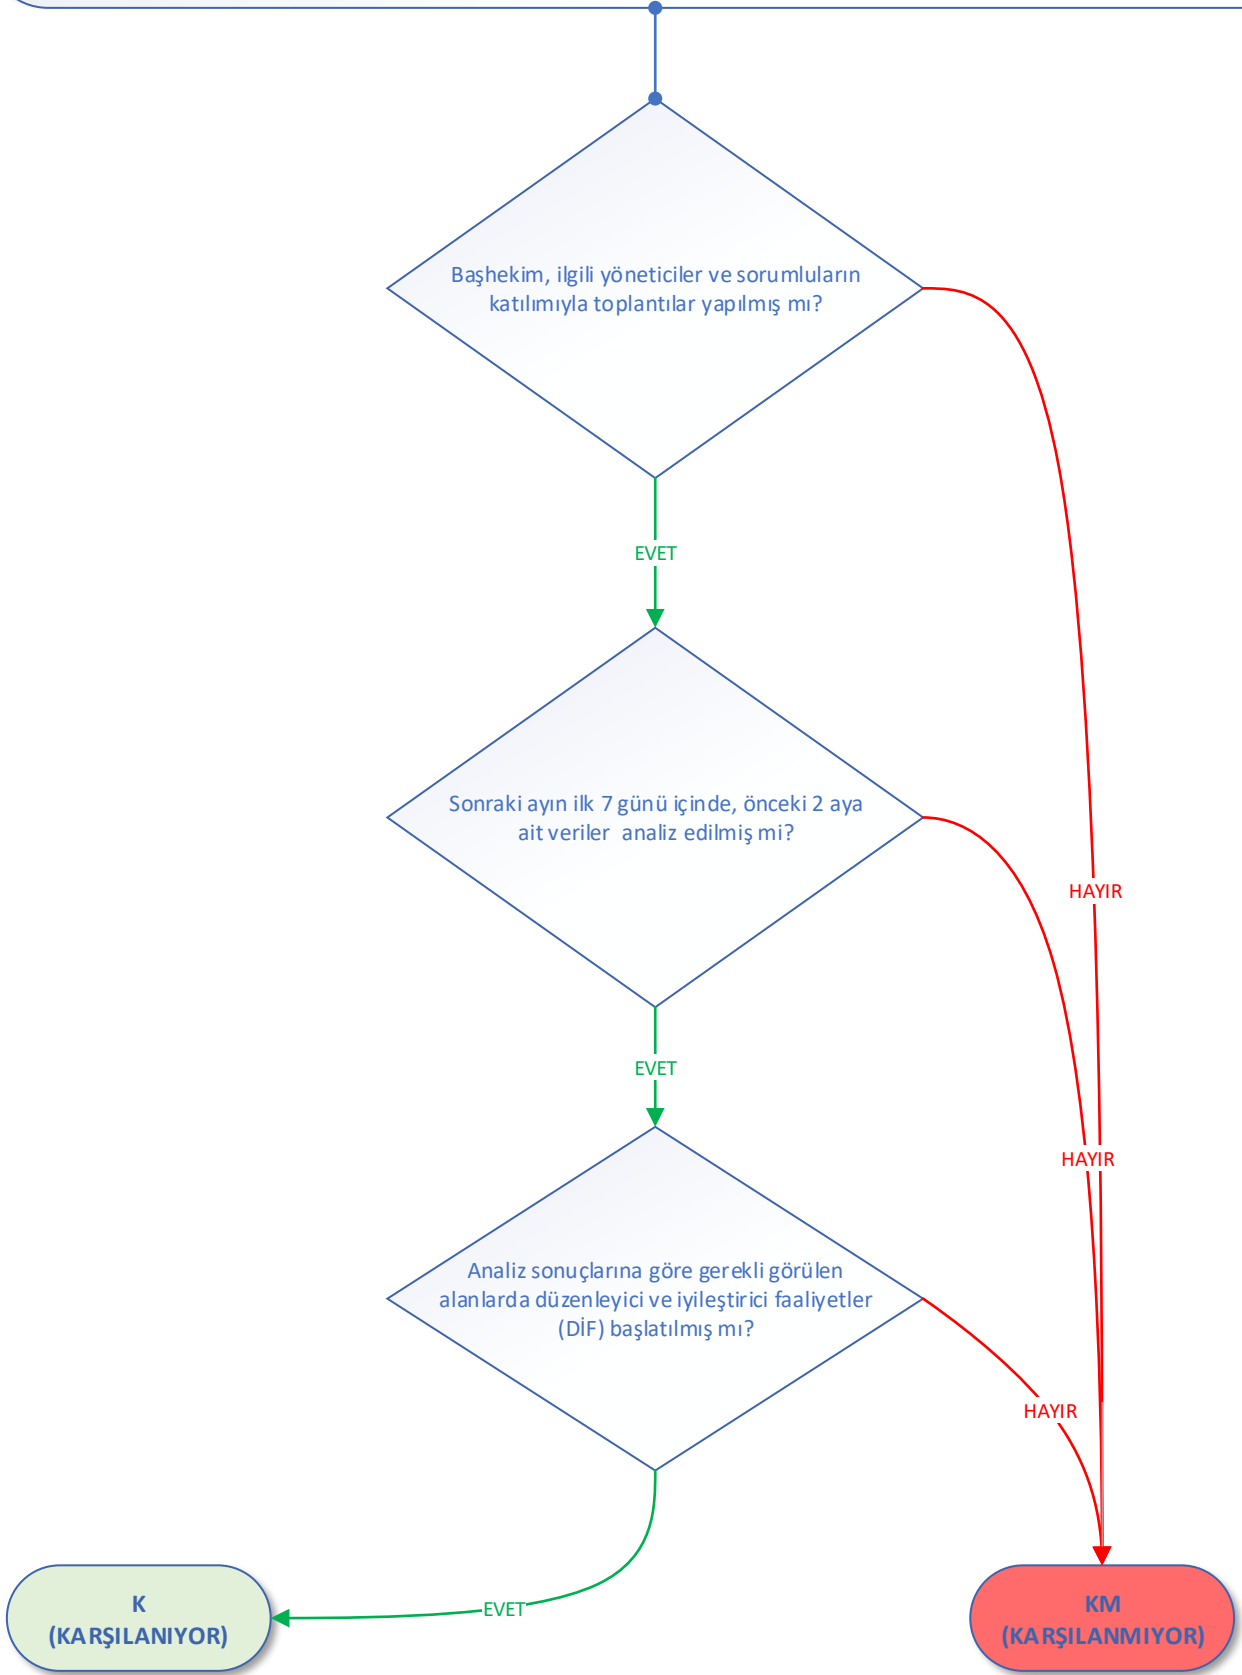 Başhekim, ilgili yöneticiler ve sorumluların
katılımıyla toplantılar yapılmış mı?
EVET
Sonraki ayın ilk 7 günü içinde, önceki 2 aya
ait veriler  analiz edilmiş mi?
HAYIR
EVET
HAYIR
Analiz sonuçlarına göre gerekli görülen
alanlarda düzenleyici ve iyileştirici faaliyetler
(DİF) başlatılmış mı?
HAYIR
EVET
K
(KARŞILANIYOR)
KM
(KARŞILANMIYOR)